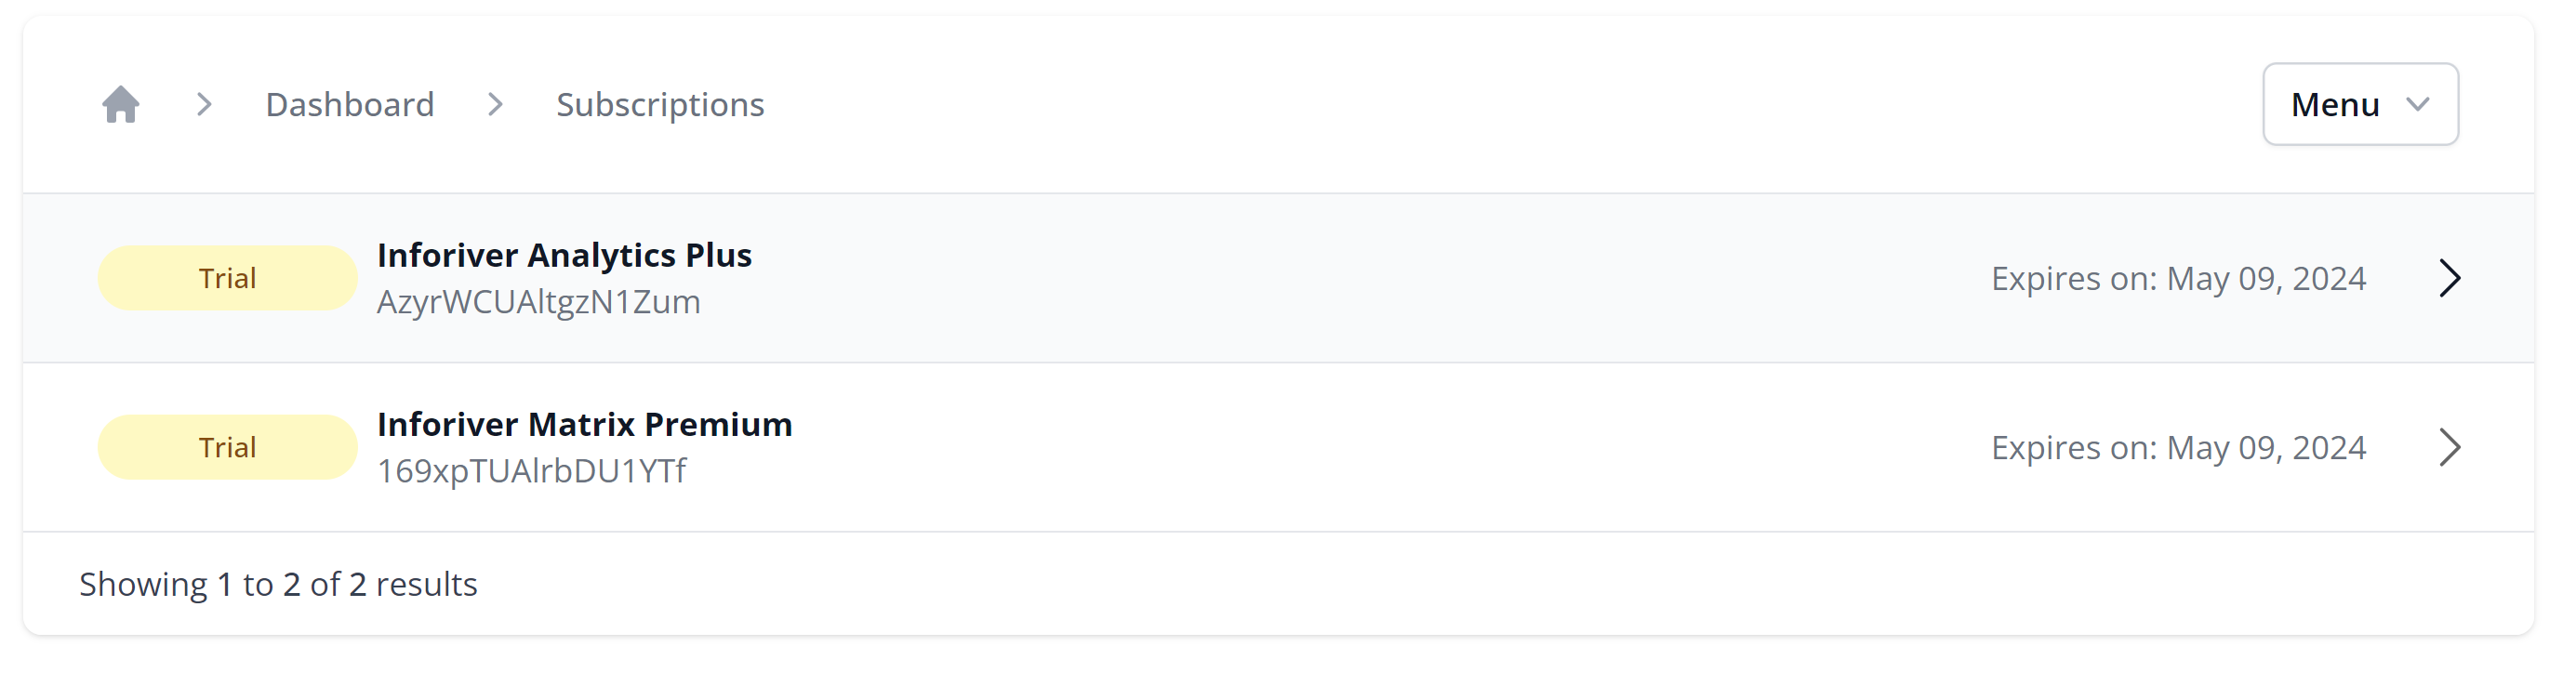 Dashboard
Subscriptions
Menu
Trial
Inforiver Analytics Plus
AzyrWCUAltgzN1Zum
Expires on: May 09, 2024
Trial
Inforiver Matrix Premium
169xpTUAlrbDU1YTf
Expires on: May 09, 2024
Showing 1 to 2 of 2 results